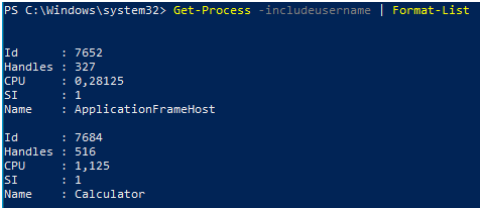 PS C:\Windows\system32> Get-Process -includeusername | Format-List
Id : 7652
Handles : 327
CPU : 0,28125
SI : 1
Name : ApplicationFrameHost
Id : 7684
Handles : 516
CPU : 1,125
SI : 1
Name : Calculator